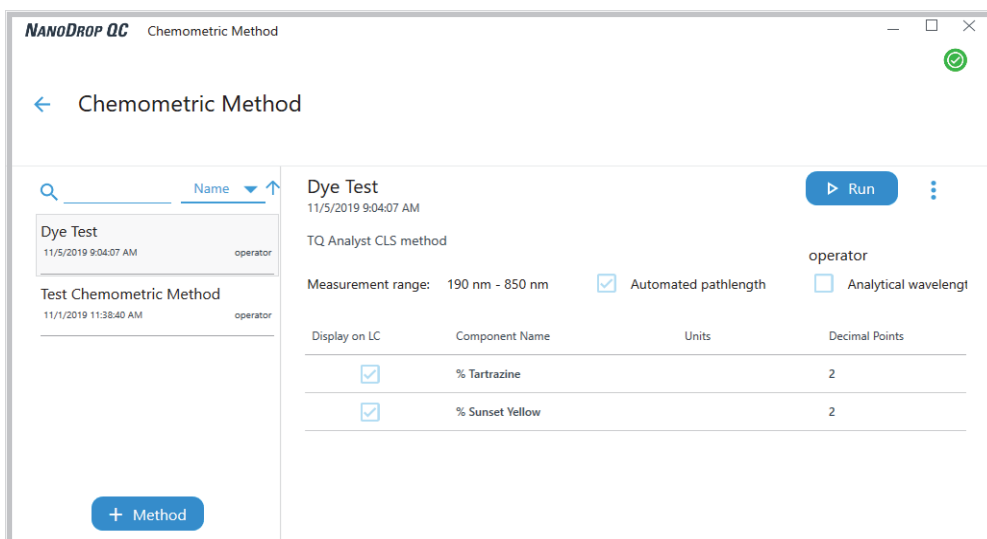 NANODROP QC Chemometric Method
Chemometric Method
Name
Dye Test
11/5/2019 9:04:07 AM operator
Test Chemometric Method
11/1/2019 11:38:40 AM operator
+ Method
Dye Test
11/5/2019 9:04:07 AM
Run
TQ Analyst CLS method
operator
Measurement range: 190 nm - 850 nm Automated pathlength Analytical wavelengt
Display on LC Component Name Units Decimal Points
% Tartrazine 2
% Sunset Yellow 2